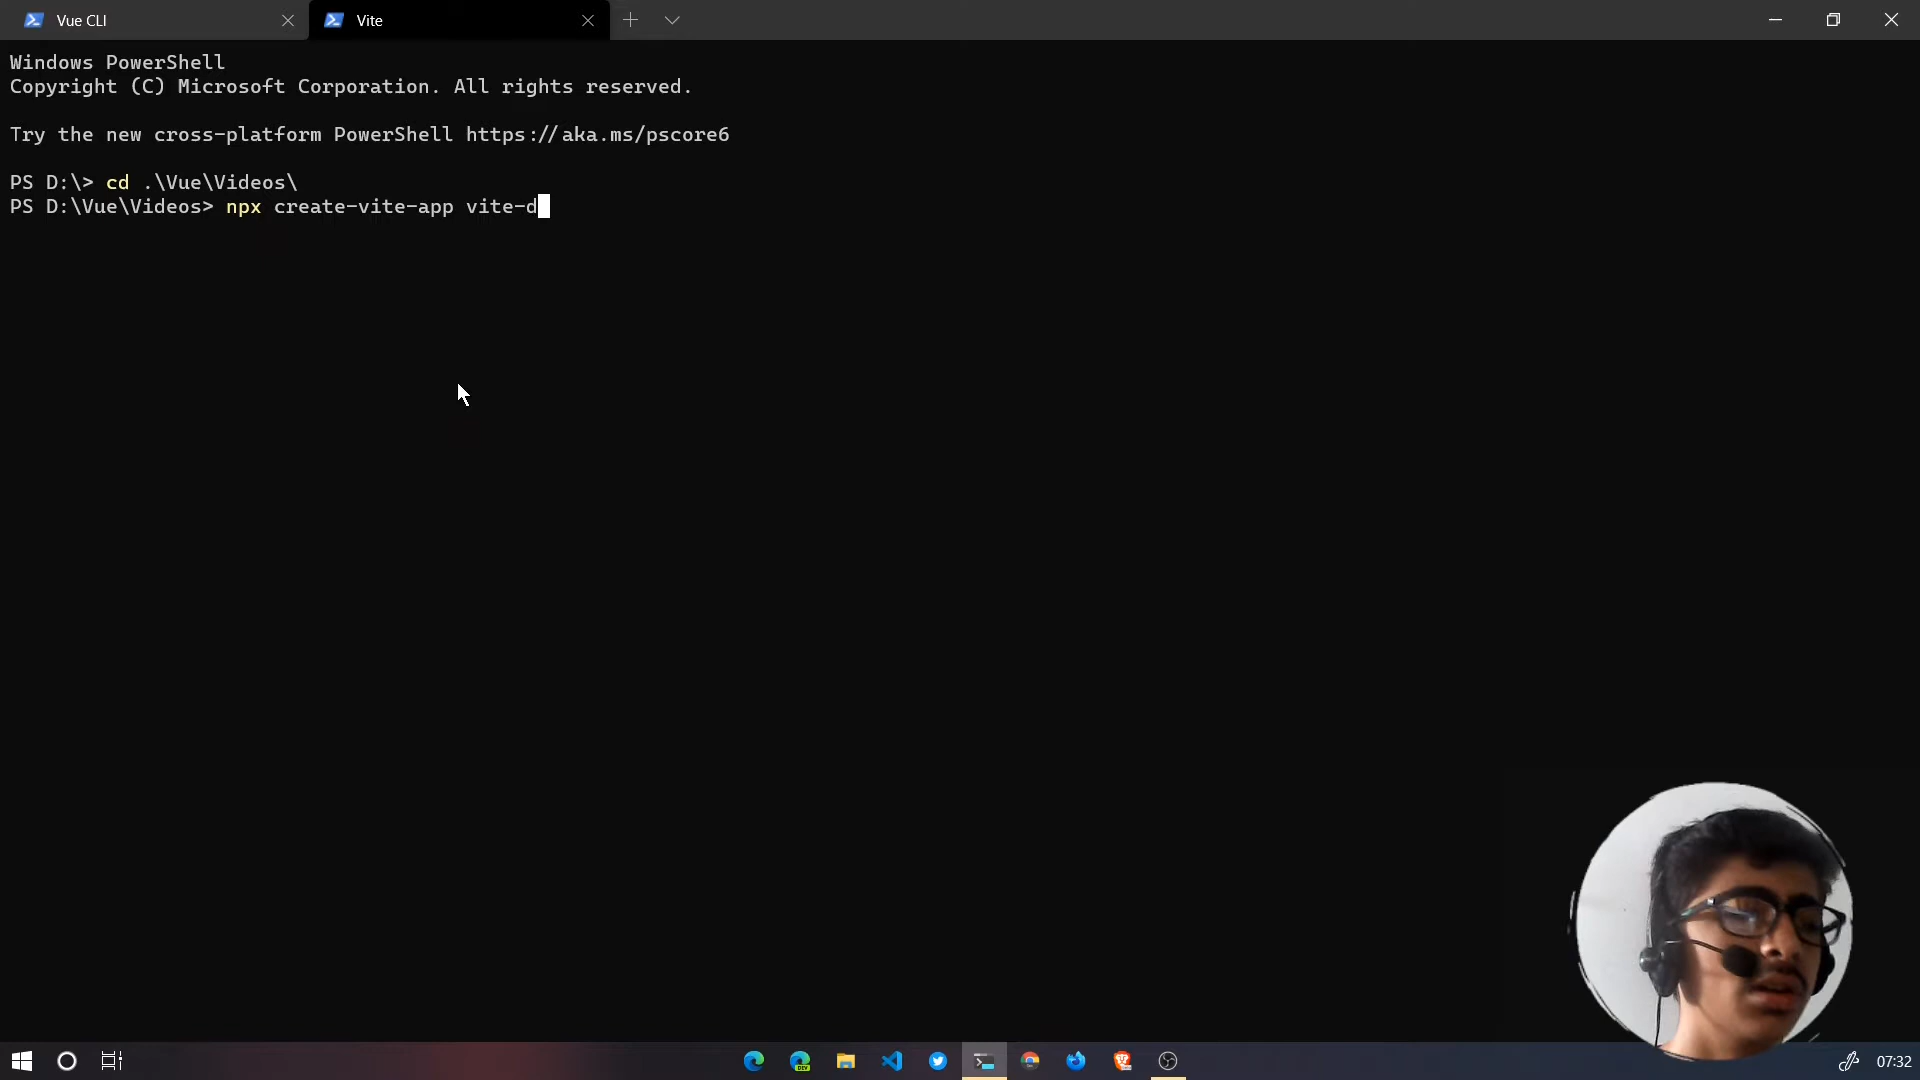 Vue CLI
Vite
Windows PowerShell
Copyright (C) Microsoft Corporation. All rights reserved.
Try the new cross-platform PowerShell https://aka.ms/pscore6
PS D:\> cd .\Vue\Videos\
PS D:\Vue\Videos> npx create-vite-app vite-d
DEV
07:32